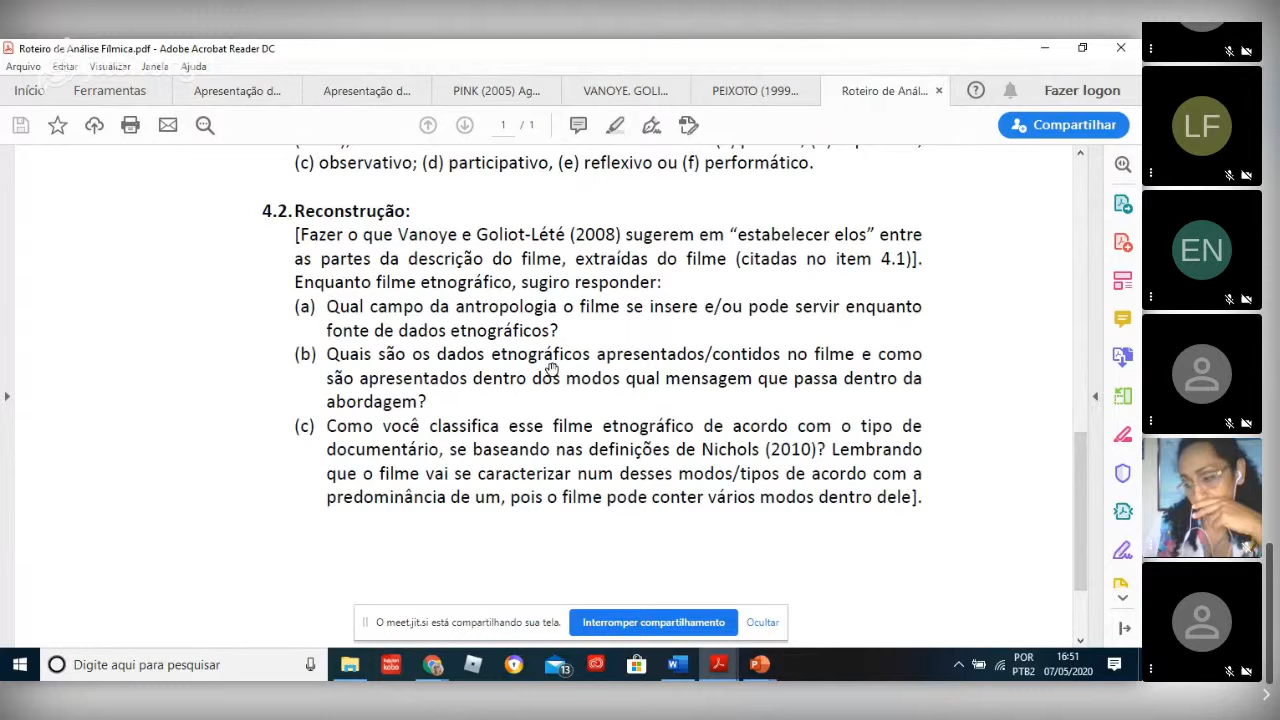 Roteiro de Análise Fílmica.pdf - Adobe Acrobat Reader DC
Arquivo Editar Visualizar Janela Ajuda
Início Ferramentas Apresentação d... Apresentação d... PINK (2005) Ag... VANOYE. GOLI... PEIXOTO (1999... Roteiro de Anál... Fazer logon
1 / 1 Compartilhar
(c) observativo; (d) participativo, (e) reflexivo ou (f) performático.
4.2. Reconstrução:
[Fazer o que Vanoye e Goliot-Lété (2008) sugerem em “estabelecer elos” entre
as partes da descrição do filme, extraídas do filme (citadas no item 4.1)].
Enquanto filme etnográfico, sugiro responder:
(a) Qual campo da antropologia o filme se insere e/ou pode servir enquanto
fonte de dados etnográficos?
(b) Quais são os dados etnográficos apresentados/contidos no filme e como
são apresentados dentro dos modos qual mensagem que passa dentro da
abordagem?
(c) Como você classifica esse filme etnográfico de acordo com o tipo de
documentário, se baseando nas definições de Nichols (2010)? Lembrando
que o filme vai se caracterizar num desses modos/tipos de acordo com a
predominância de um, pois o filme pode conter vários modos dentro dele].
O meet.jit.si está compartilhando sua tela. Interromper compartilhamento Ocultar
Digite aqui para pesquisar
13
POR
PTB2
16:51
07/05/2020
LF
EN